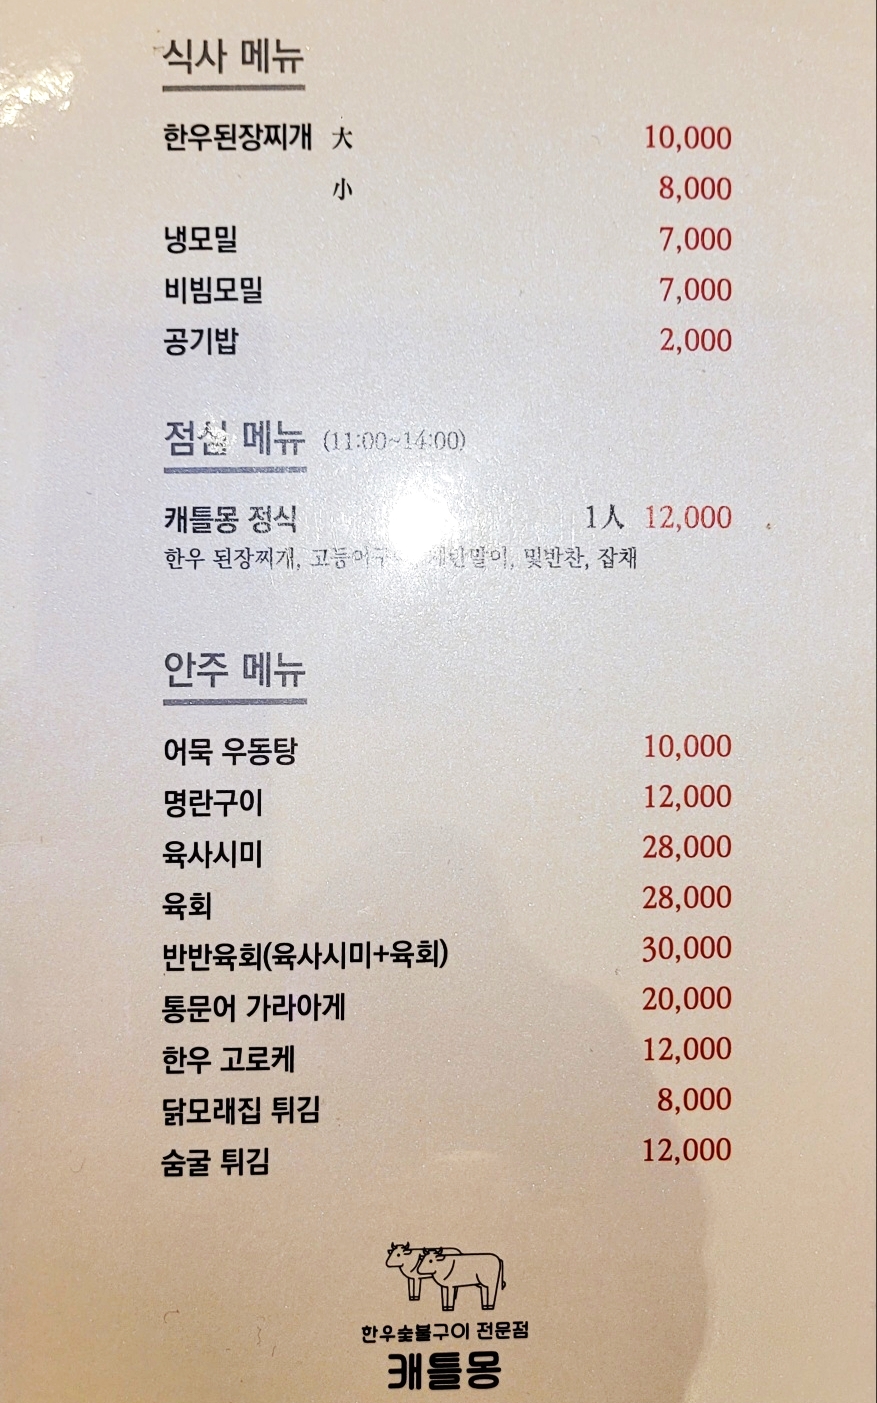 식사 메뉴
한우된장찌개 大 10,000
小 8,000
냉모밀 7,000
비빔모밀 7,000
공기밥 2,000
점심 메뉴 (11:00~14:00)
캐틀몽 정식 1人 12,000
한우 된장찌개, 밑반찬, 잡채
안주 메뉴
어묵 우동탕 10,000
명란구이 12,000
육사시미 28,000
육회 28,000
반반육회(육사시미+육회) 30,000
통문어 가라아게 20,000
한우 고로케 12,000
닭모래집 튀김 8,000
숨굴 튀김 12,000
한우숯불구이 전문점
캐틀몽